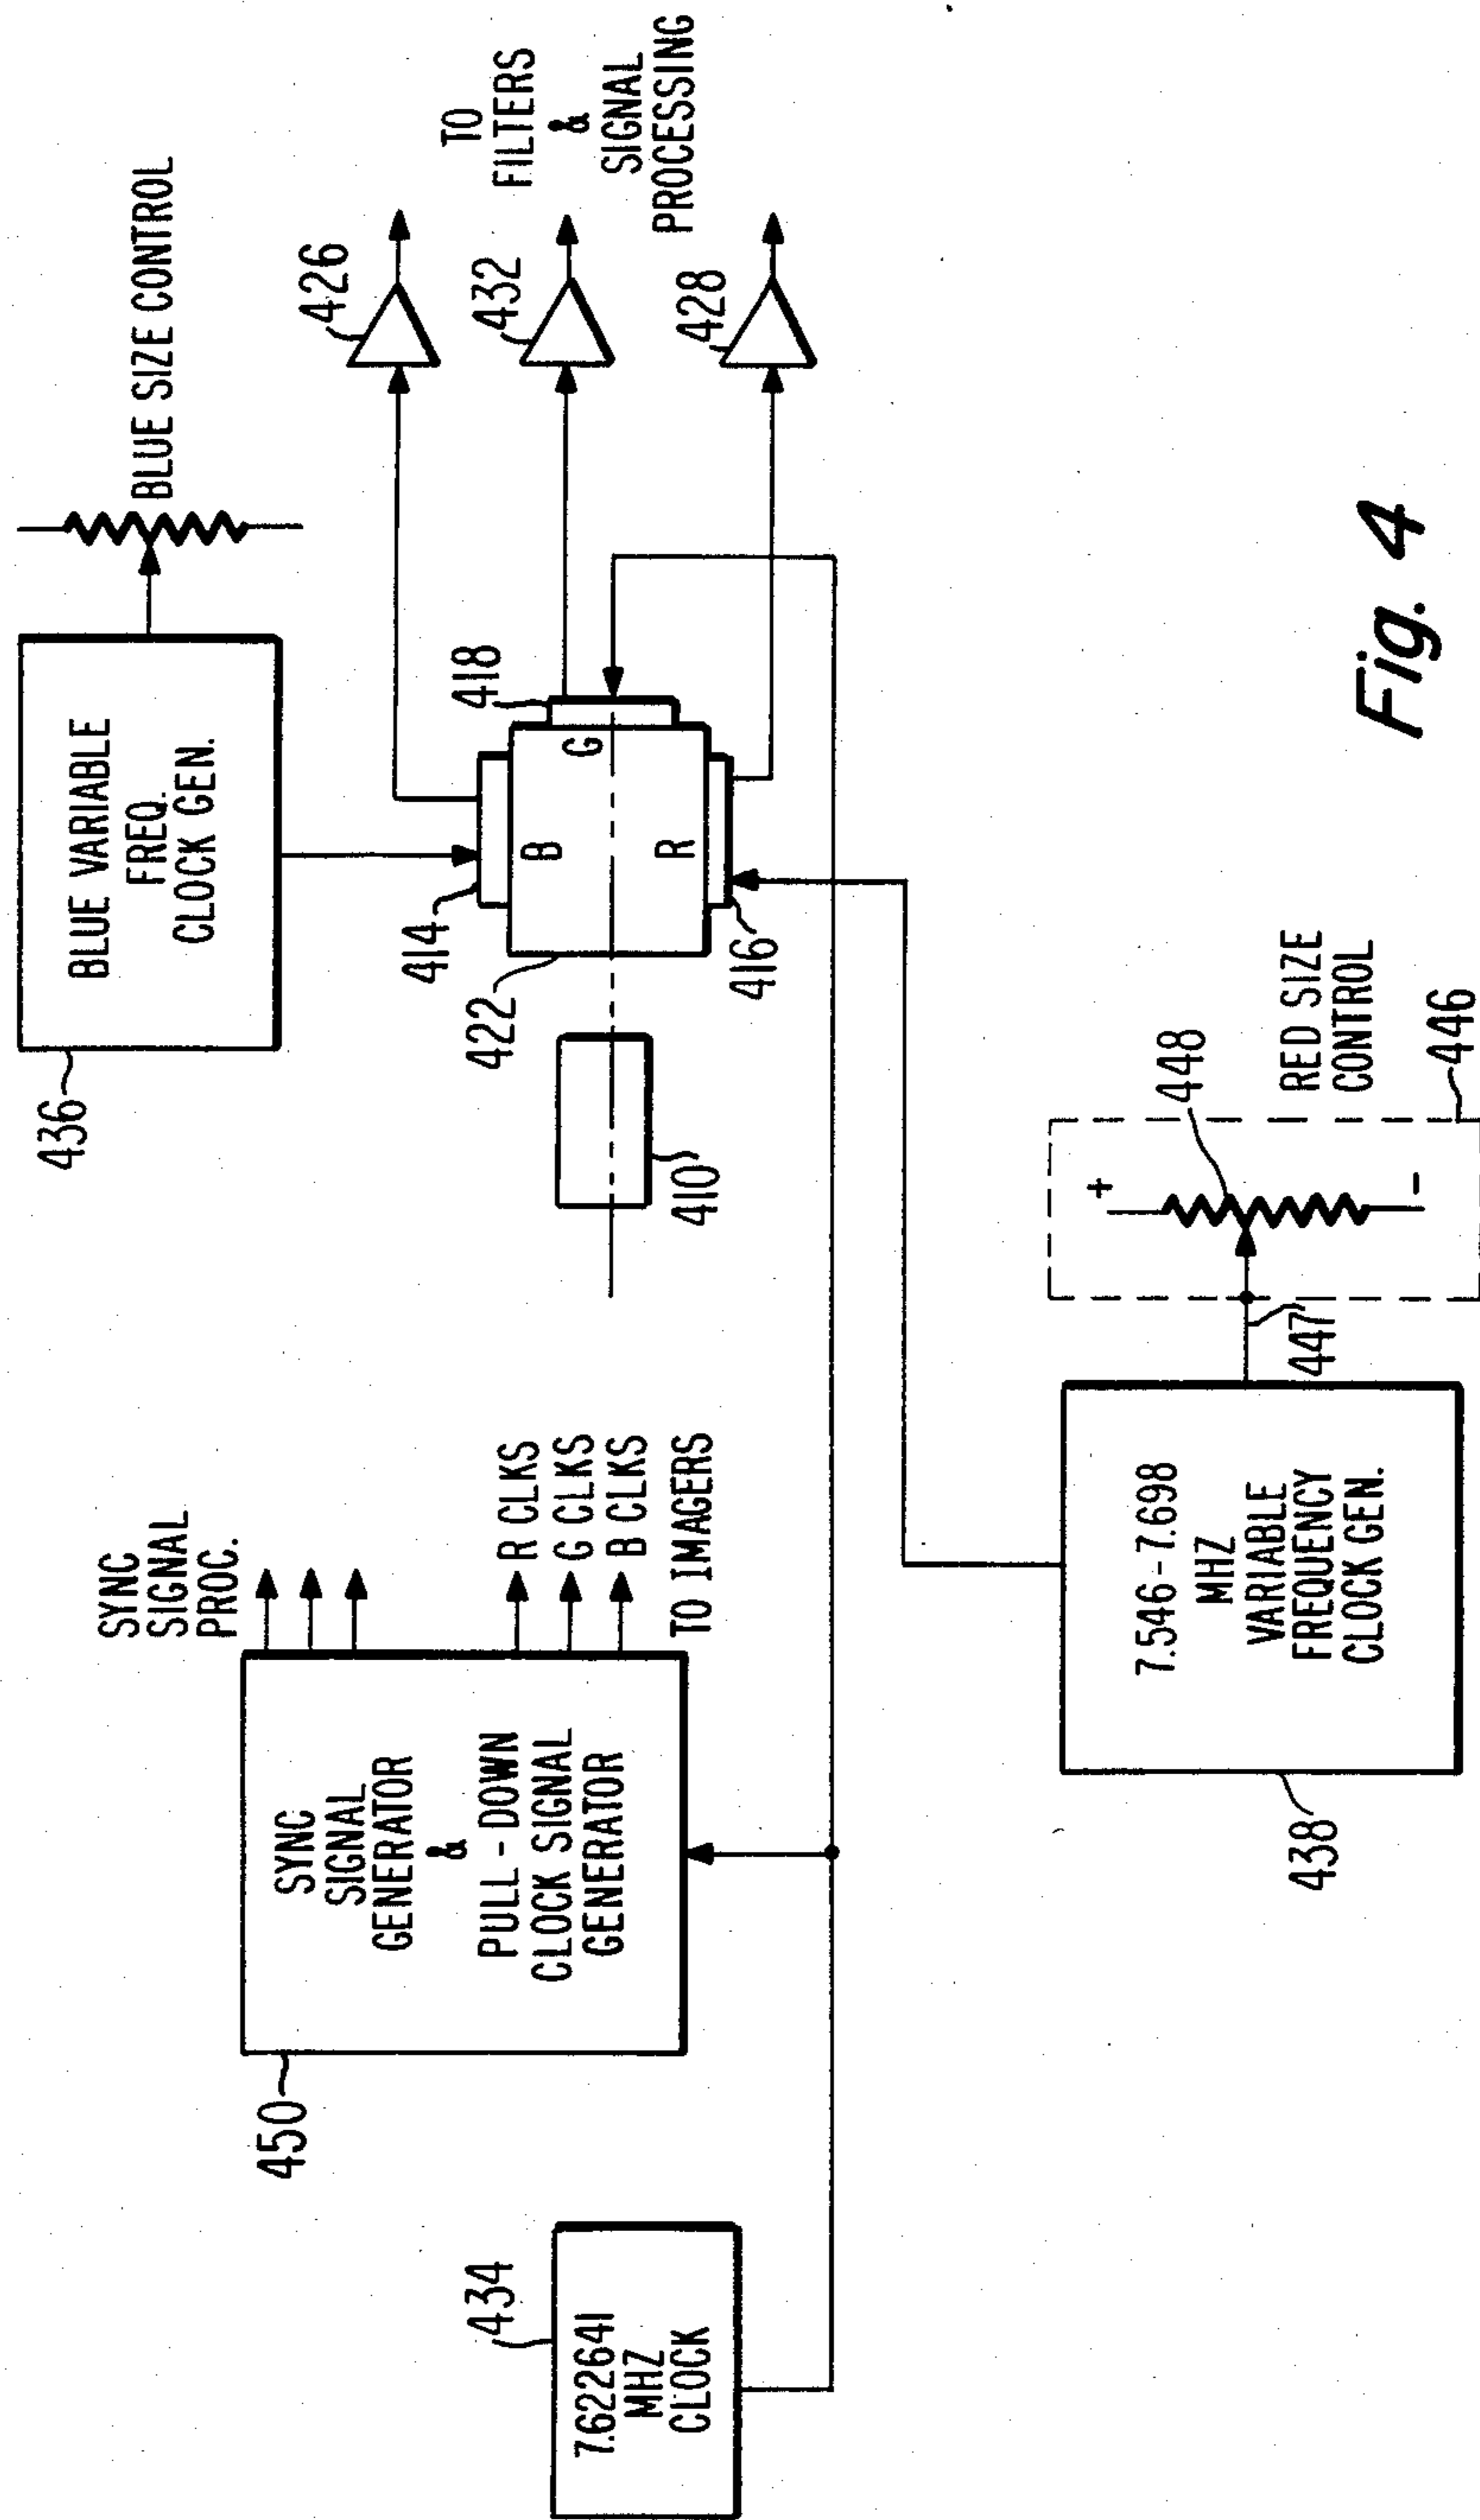 436
BLUE VARIABLE
FREQ.
CLOCK GEN.
BLUE SIZE CONTROL
SYNC
SIGNAL
PROC.
450
SYNC
SIGNAL
GENERATOR
&
PULL-DOWN
CLOCK SIGNAL
GENERATOR
R CLKS
G CLKS
B CLKS
TO IMAGERS
414
422
B
G
R
418
416
410
426
432
428
TO
FILTERS
&
SIGNAL
PROCESSING
434
7.622641
MHZ
CLOCK
438
7.546-7.698
MHZ
VARIABLE
FREQUENCY
CLOCK GEN.
447
+
-
448
RED SIZE
CONTROL
446
Fig. 4